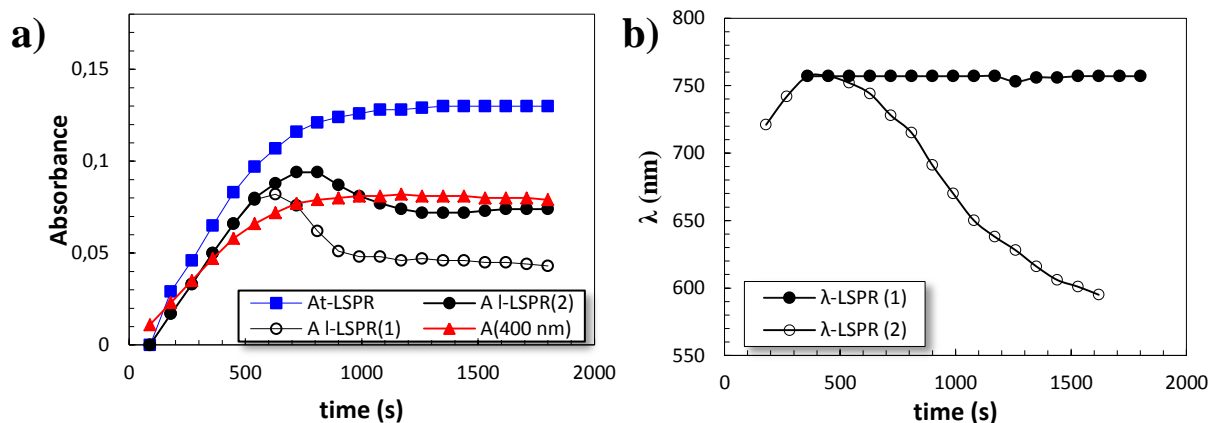 a)
Absorbance
0,15
0,1
0,05
0
0 500 1000 1500 2000
time (s)
At-LSPR A l-LSPR(2)
A l-LSPR(1) A(400 nm)
b)
λ (nm)
800
750
700
650
600
550
0 500 1000 1500 2000
time (s)
λ-LSPR (1)
λ-LSPR (2)